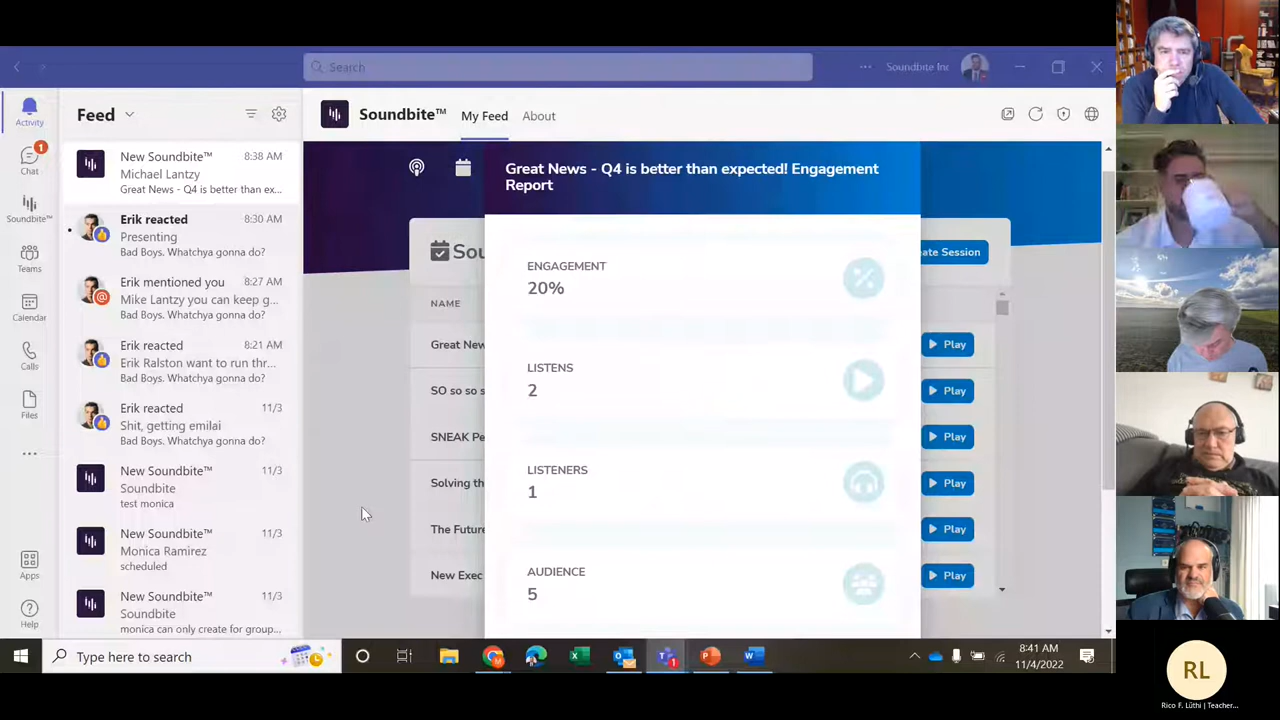 Search
Soundbite Inc
Activity
Chat
1
Soundbite™
Teams
Calendar
Calls
Files
Apps
Help
Feed
New Soundbite™ 8:38 AM
Michael Lantzy
Great News - Q4 is better than ex...
Erik reacted 8:30 AM
Presenting
Bad Boys. Whatchya gonna do?
Erik mentioned you 8:27 AM
Mike Lantzy you can keep g...
Bad Boys. Whatchya gonna do?
Erik reacted 8:21 AM
Erik Ralston want to run thr...
Bad Boys. Whatchya gonna do?
Erik reacted 11/3
Shit, getting emilai
Bad Boys. Whatchya gonna do?
New Soundbite™ 11/3
Soundbite
test monica
New Soundbite™ 11/3
Monica Ramirez
scheduled
New Soundbite™ 11/3
Soundbite
monica can only create for group...
Soundbite™ My Feed About
Great News - Q4 is better than expected! Engagement
Report
ENGAGEMENT
20%
LISTENS
2
LISTENERS
1
AUDIENCE
5
Sou
ate Session
NAME
Great New
Play
SO so so s
Play
SNEAK Pe
Play
Solving th
Play
The Future
Play
New Exec
Play
Type here to search
1
8:41 AM
11/4/2022
RL
Rico F. Lüthi | Teacher...